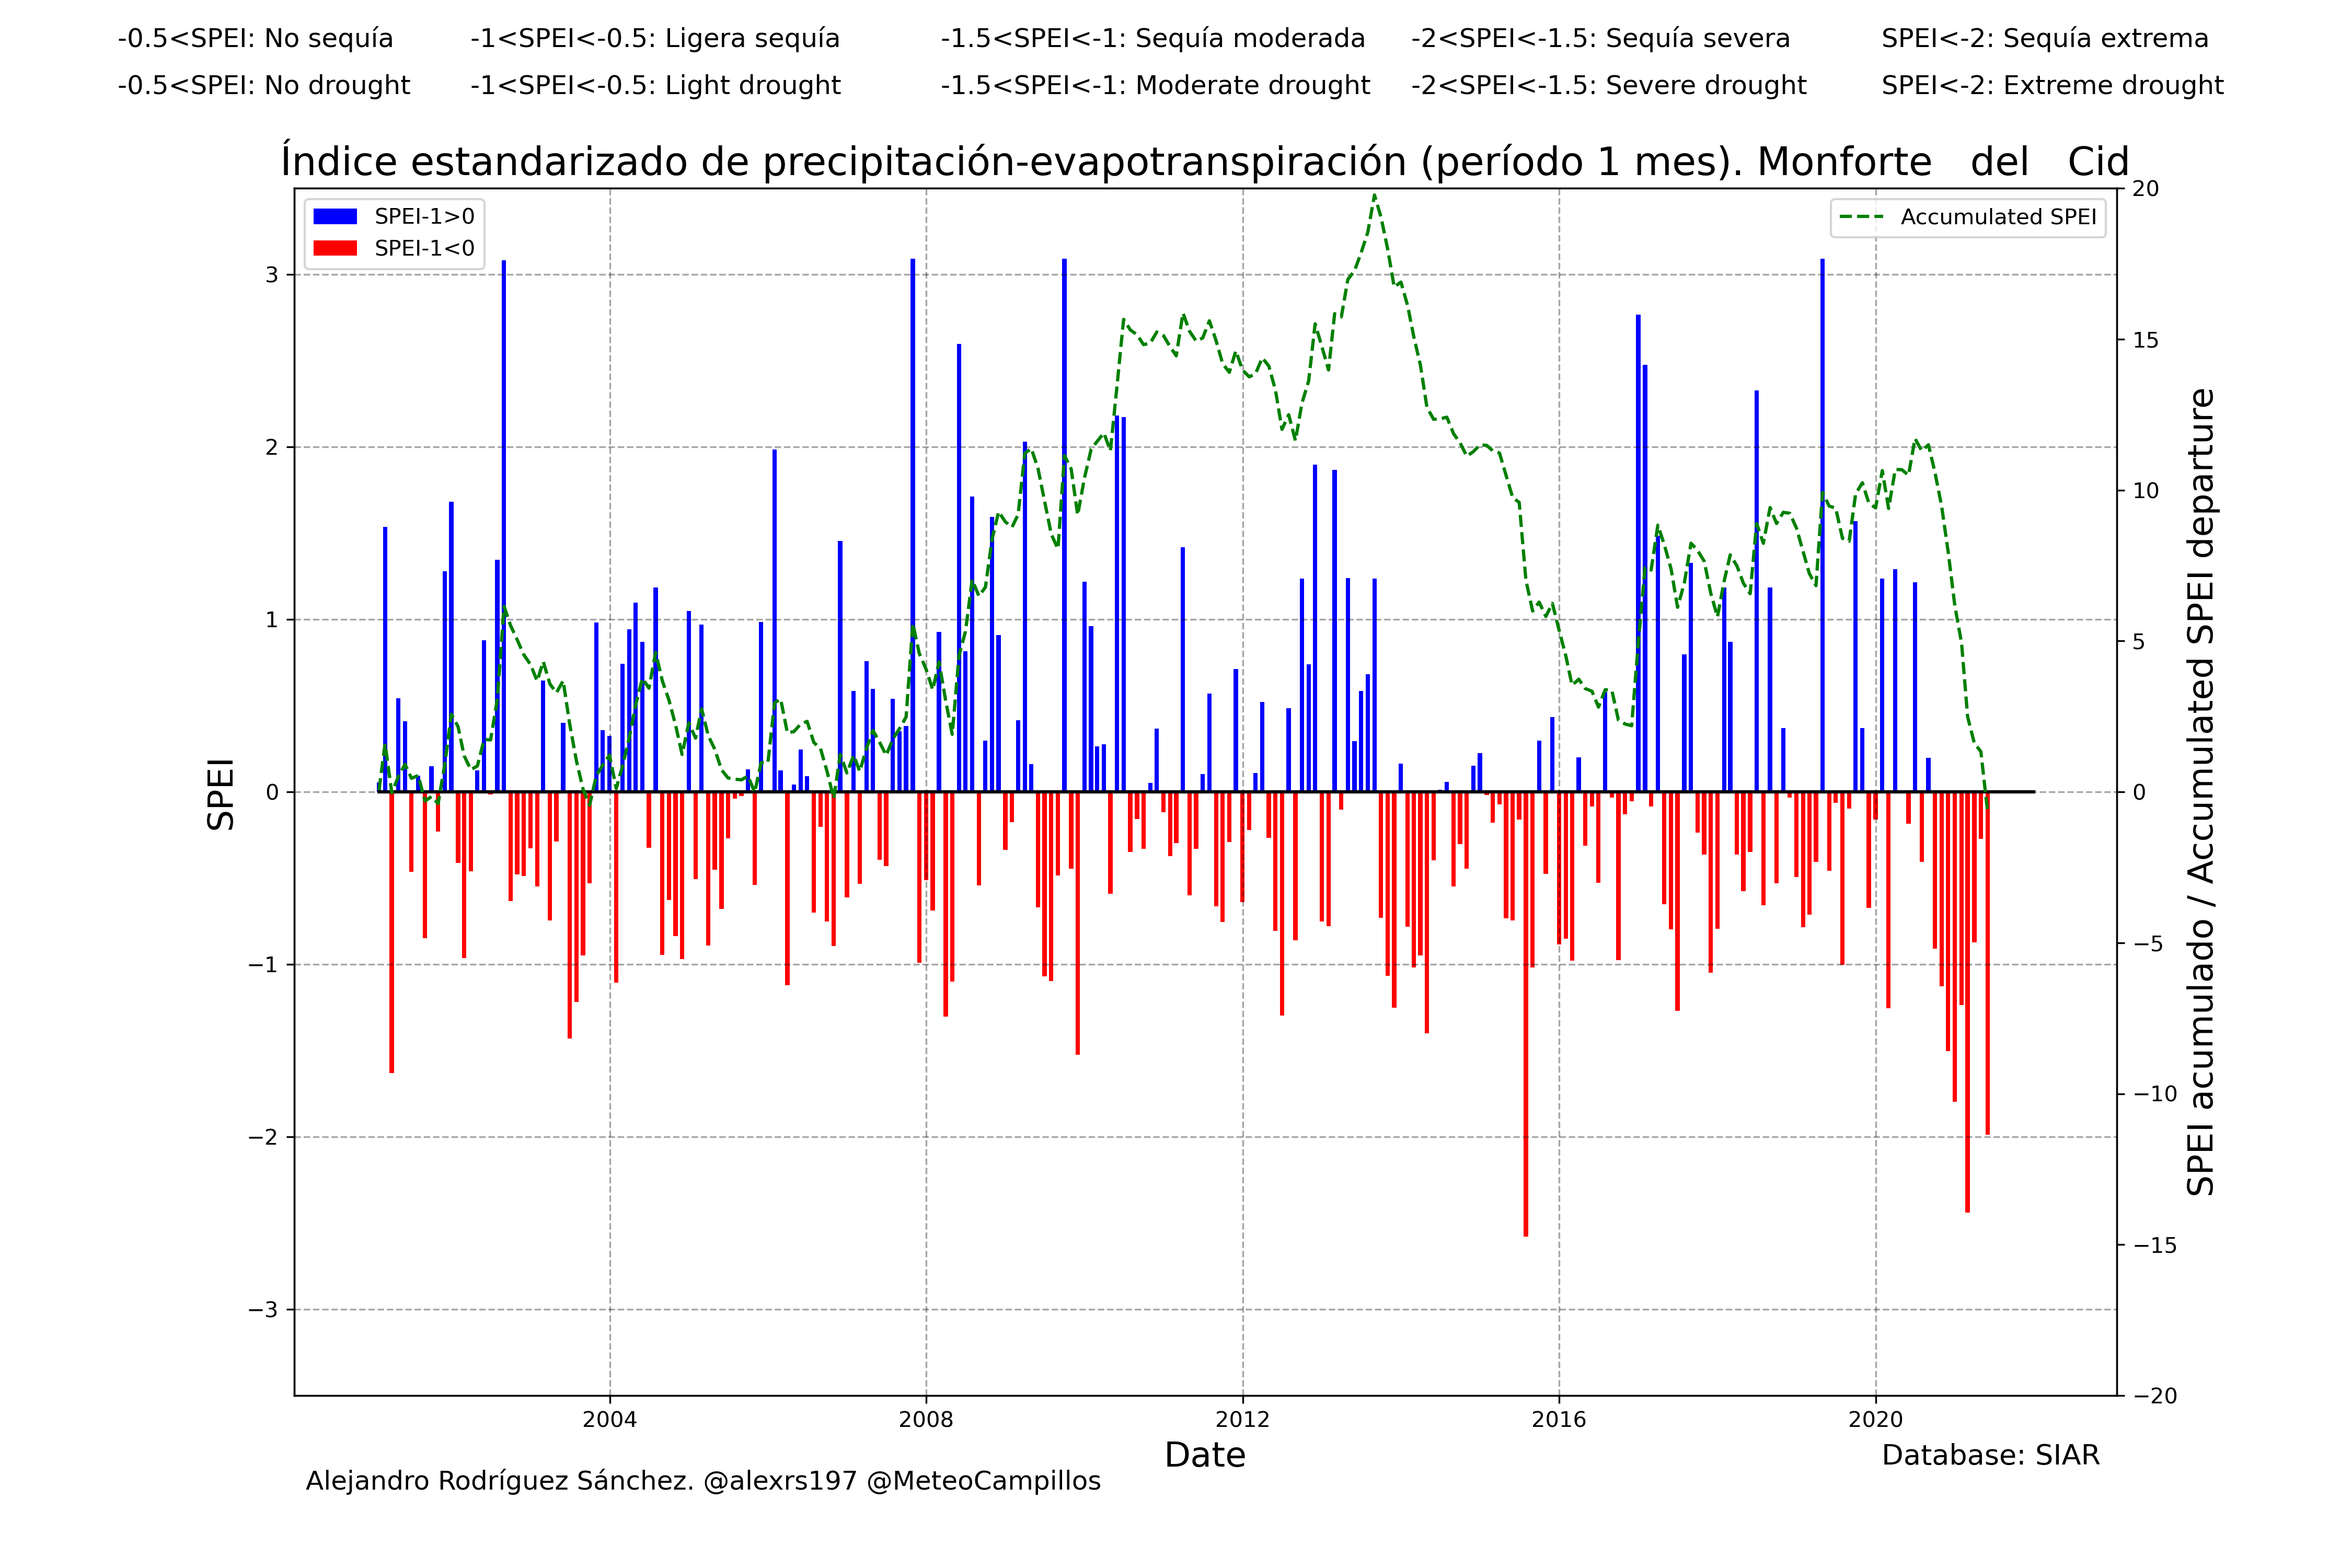 -0.5<SPEI: No sequía -1<SPEI<-0.5: Ligera sequía -1.5<SPEI<-1: Sequía moderada -2<SPEI<-1.5: Sequía severa SPEI<-2: Sequía extrema
-0.5<SPEI: No drought -1<SPEI<-0.5: Light drought -1.5<SPEI<-1: Moderate drought -2<SPEI<-1.5: Severe drought SPEI<-2: Extreme drought
Índice estandarizado de precipitación-evapotranspiración (período 1 mes). Monforte del Cid
SPEI-1>0
SPEI-1<0
Accumulated SPEI
SPEI
3
2
1
0
−1
−2
−3
20
15
10
5
0
−5
−10
−15
−20
SPEI acumulado / Accumulated SPEI departure
2004 2008 2012 2016 2020
Date
Database: SIAR
Alejandro Rodríguez Sánchez. @alexrs197 @MeteoCampillos